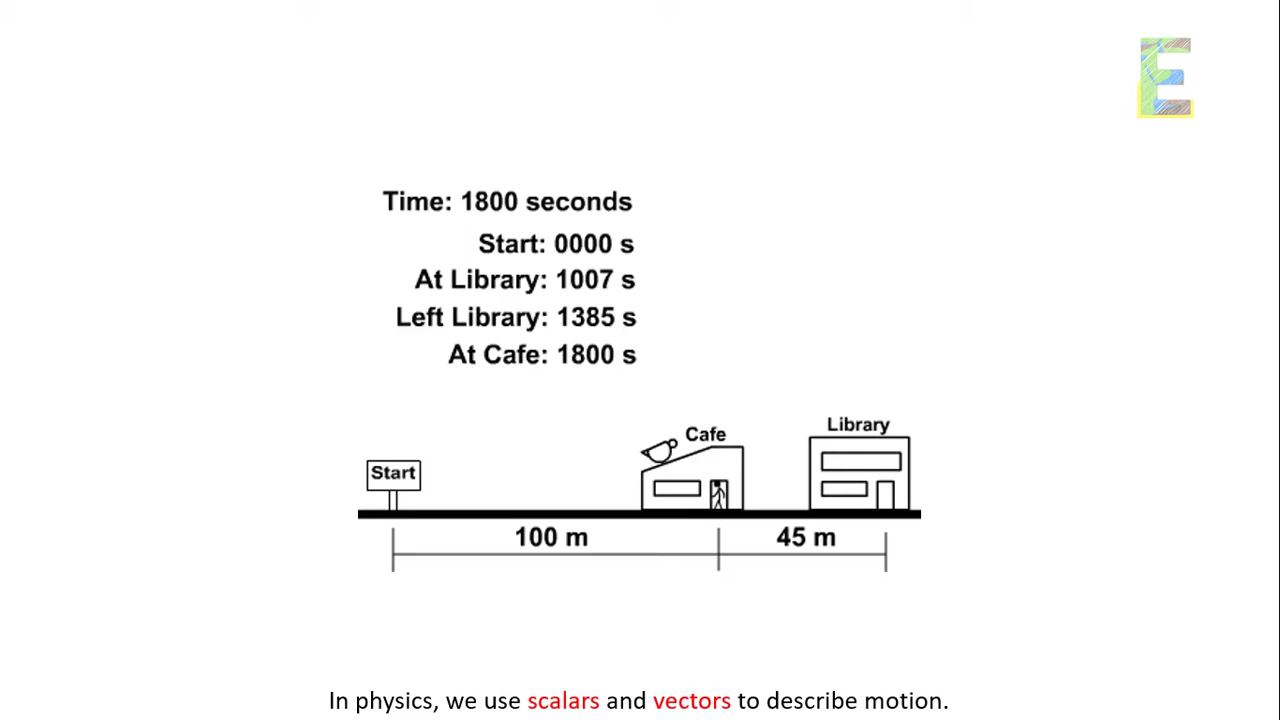 E
Time: 1800 seconds
Start: 0000 s
At Library: 1007 s
Left Library: 1385 s
At Cafe: 1800 s
Library
Cafe
Start
100 m
45 m
In physics, we use scalars and vectors to describe motion.